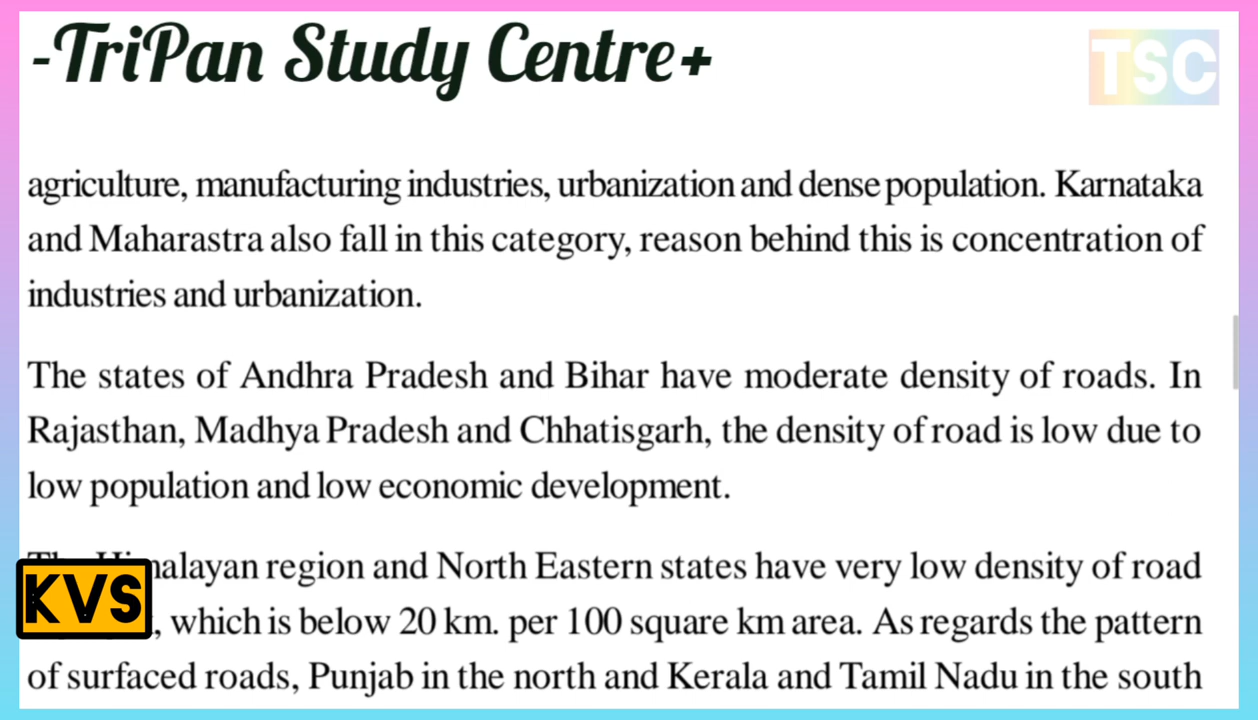 -TriPan Study Centre+
TSC
agriculture, manufacturing industries, urbanization and dense population. Karnataka
and Maharastra also fall in this category, reason behind this is concentration of
industries and urbanization.
The states of Andhra Pradesh and Bihar have moderate density of roads. In
Rajasthan, Madhya Pradesh and Chhatisgarh, the density of road is low due to
low population and low economic development.
The Himalayan region and North Eastern states have very low density of road
KVS , which is below 20 km. per 100 square km area. As regards the pattern
of surfaced roads, Punjab in the north and Kerala and Tamil Nadu in the south